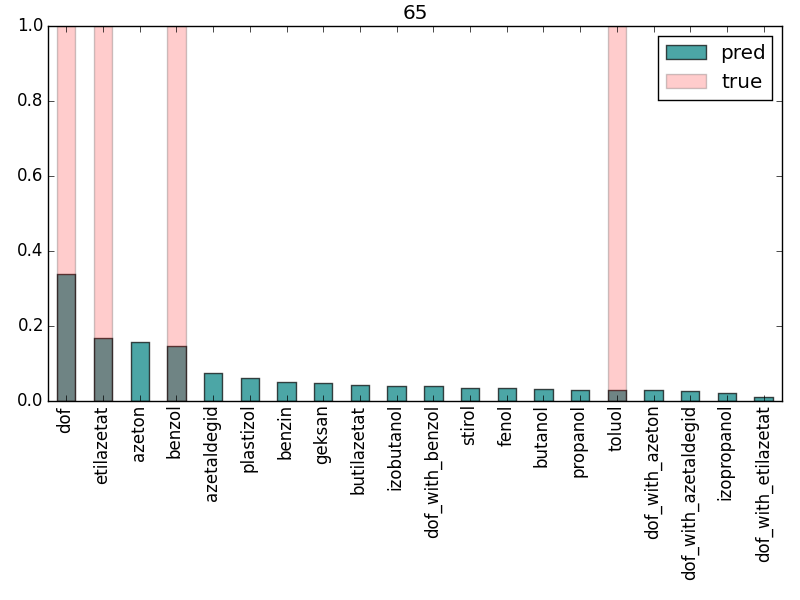 65
1.0
0.8
0.6
0.4
0.2
0.0
pred
true
dof
etilazetat
azeton
benzol
azetaldegid
plastizol
benzin
geksan
butilazetat
izobutanol
dof_with_benzol
stirol
fenol
butanol
propanol
toluol
dof_with_azeton
dof_with_azetaldegid
izopropanol
dof_with_etilazetat